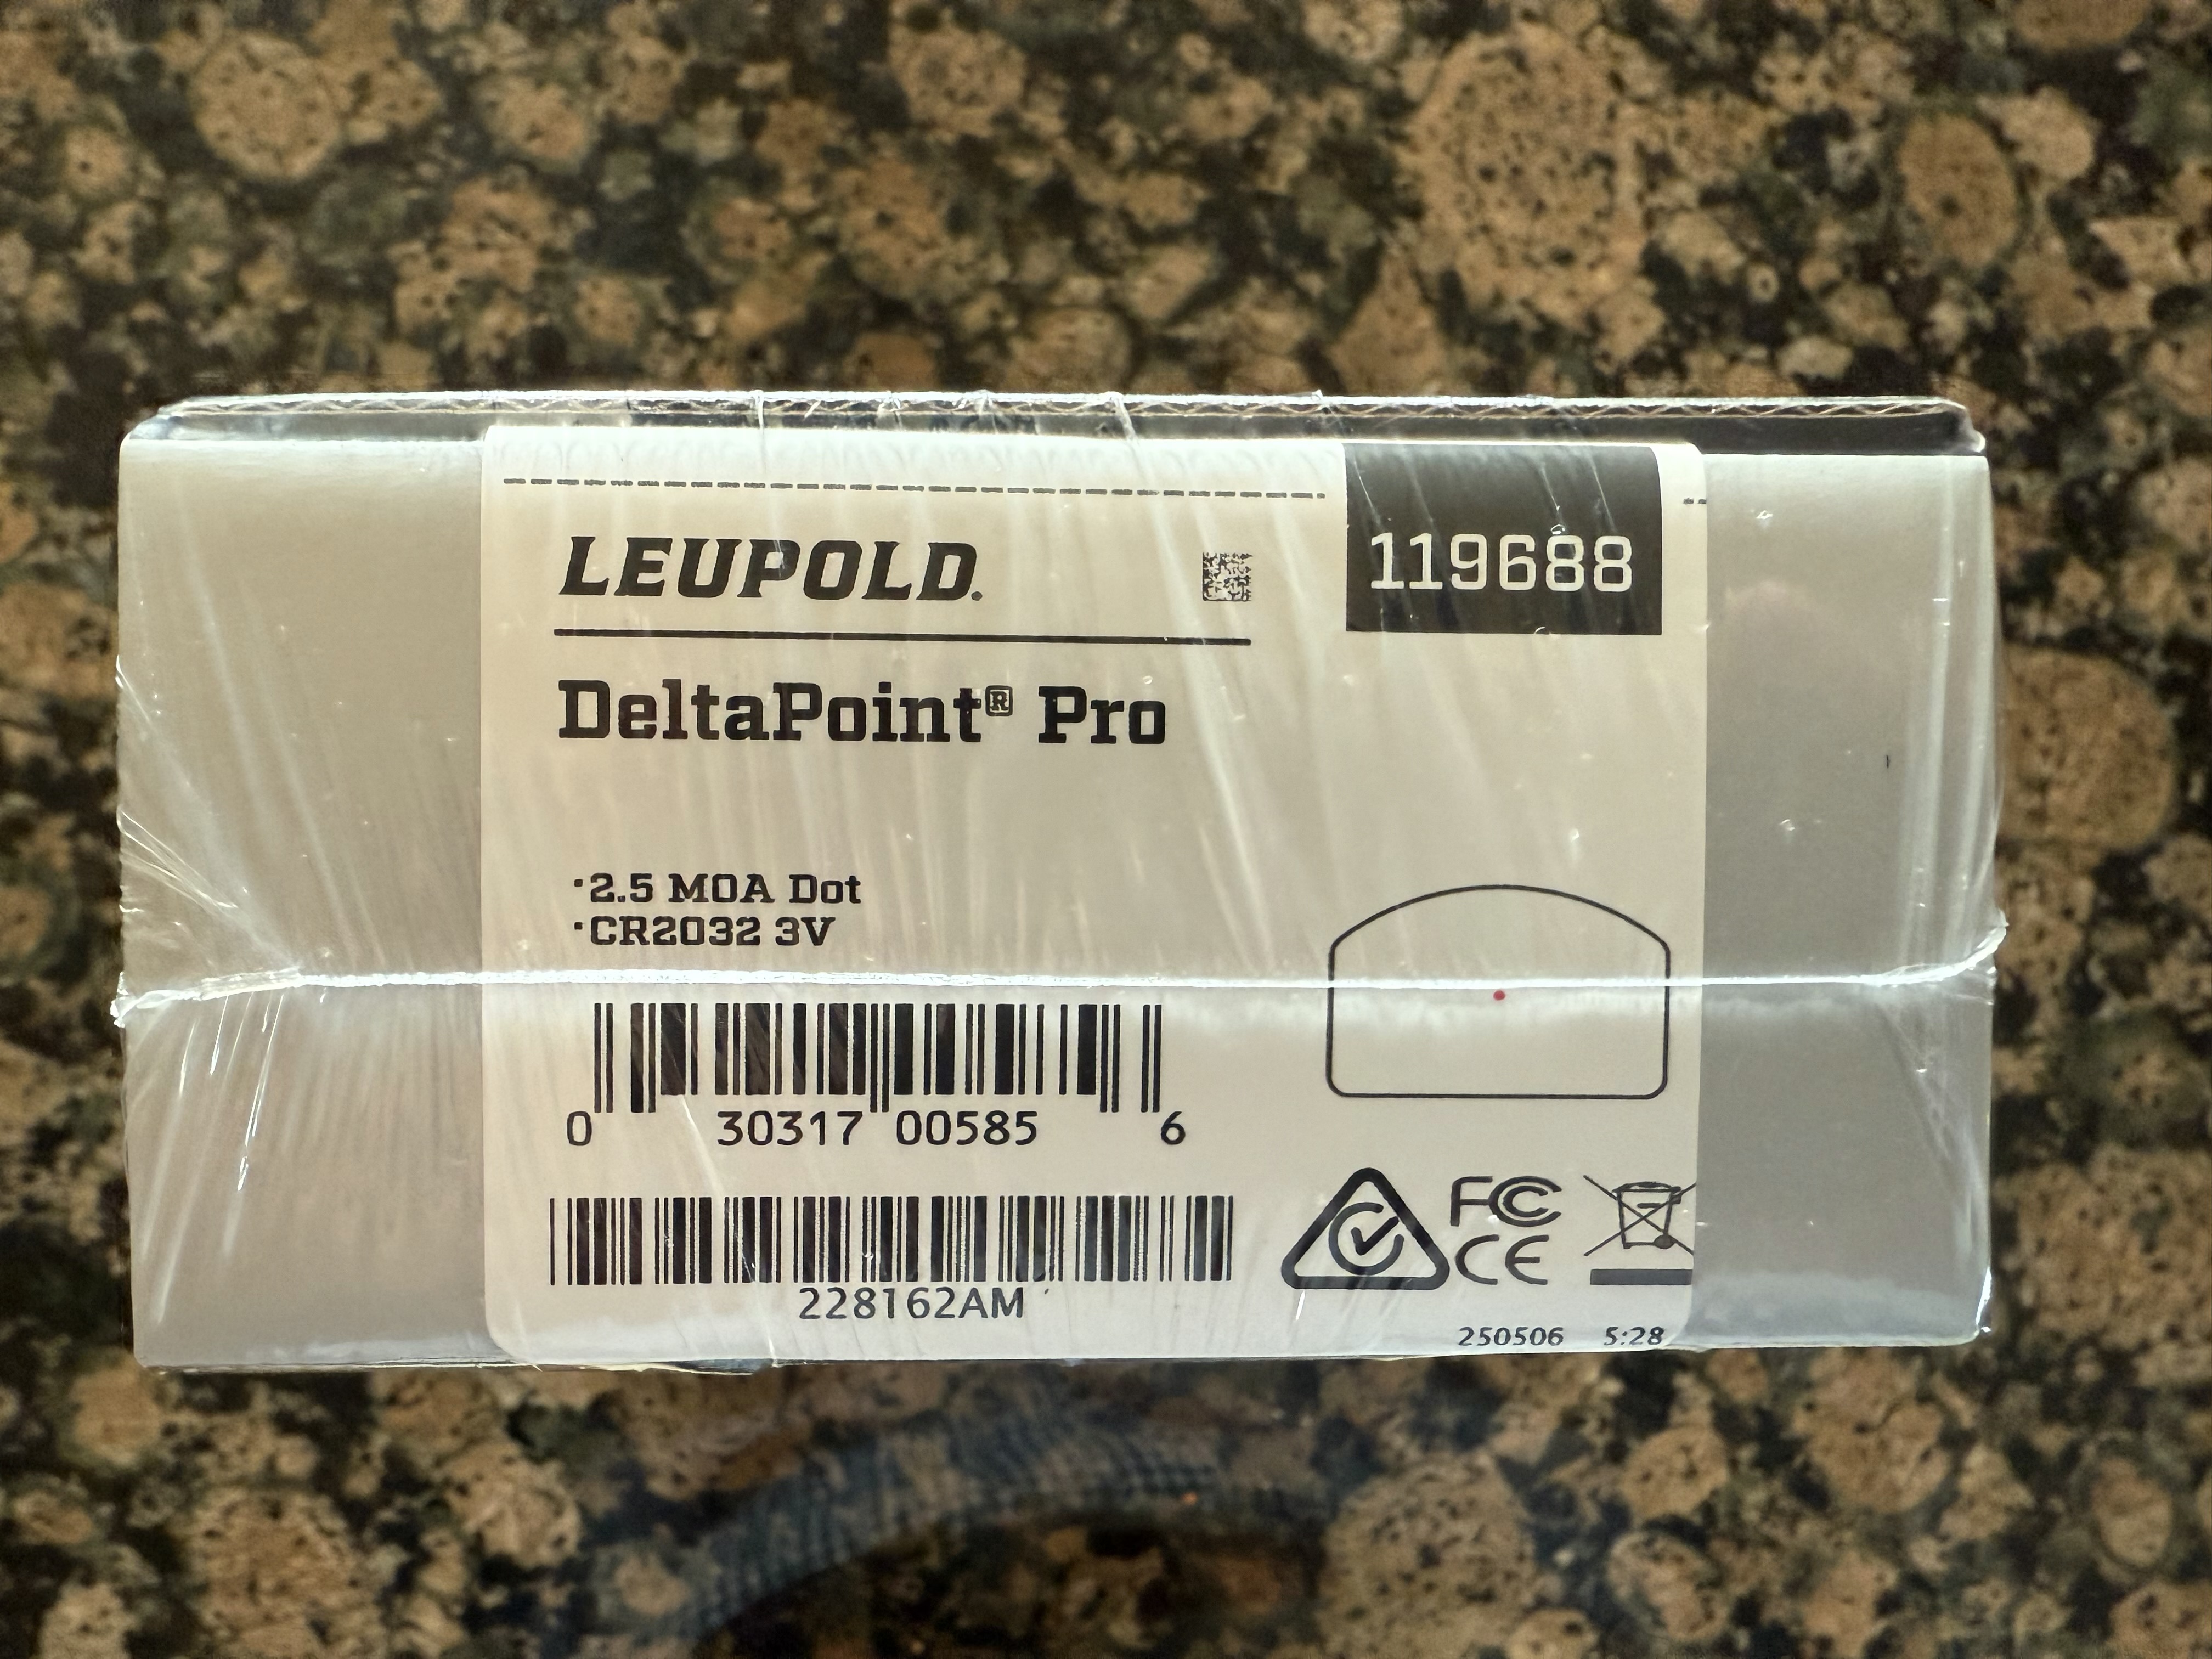 LEUPOLD.
119688
DeltaPoint® Pro
·2.5 MOA Dot
·CR2032 3V
0 30317 00585 6
228162AM
FC
CE
250506 5:28